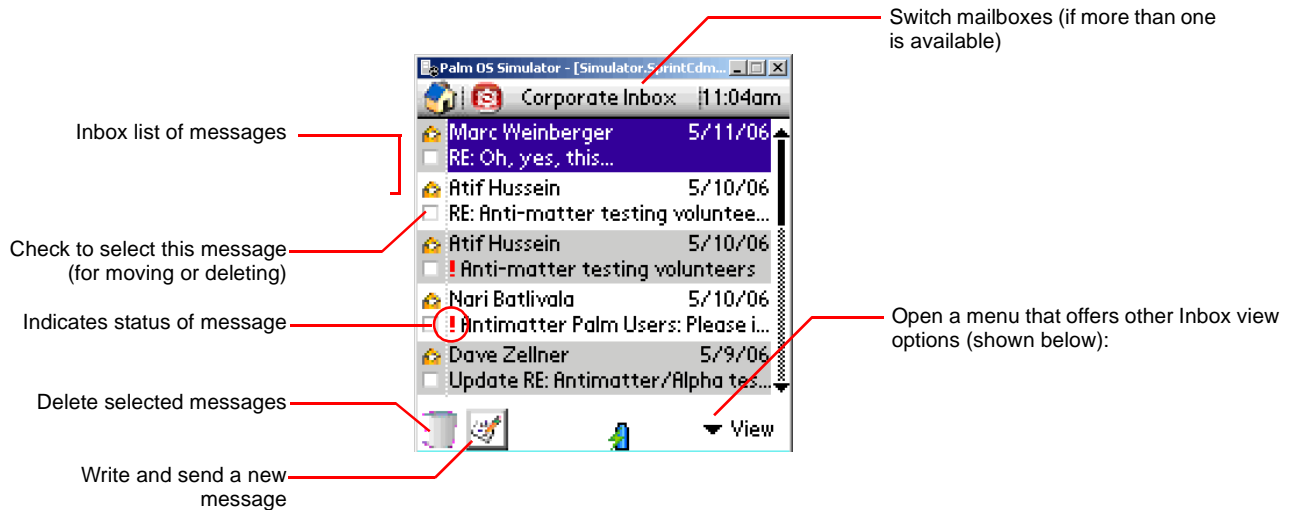 Switch mailboxes (if more than one
is available)
Palm OS Simulator - [Simulator.SprintCdm...
Corporate Inbox 11:04am
Inbox list of messages
Marc Weinberger 5/11/06
RE: Oh, yes, this...
Atif Hussein 5/10/06
RE: Anti-matter testing voluntee...
Check to select this message
(for moving or deleting)
Atif Hussein 5/10/06
! Anti-matter testing volunteers
Indicates status of message
Nari Batlivala 5/10/06
! Antimatter Palm Users: Please i...
Open a menu that offers other Inbox view
options (shown below):
Dave Zellner 5/9/06
Update RE: Antimatter/Alpha tes...
Delete selected messages
View
Write and send a new
message